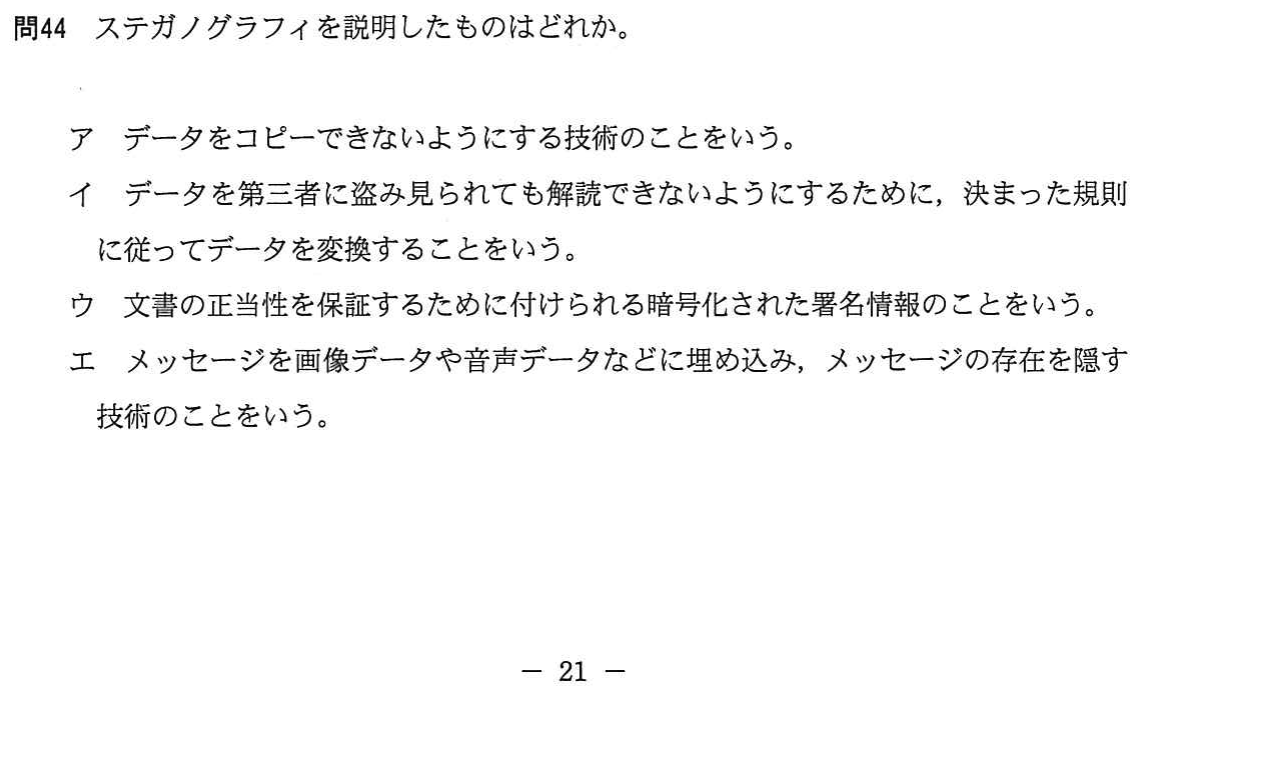 問44　ステガノグラフィを説明したものはどれか。
ア　データをコピーできないようにする技術のことをいう。
イ　データを第三者に盗み見られても解読できないようにするために，決まった規則
に従ってデータを変換することをいう。
ウ　文書の正当性を保証するために付けられる暗号化された署名情報のことをいう。
エ　メッセージを画像データや音声データなどに埋め込み，メッセージの存在を隠す
技術のことをいう。
－ 21 －